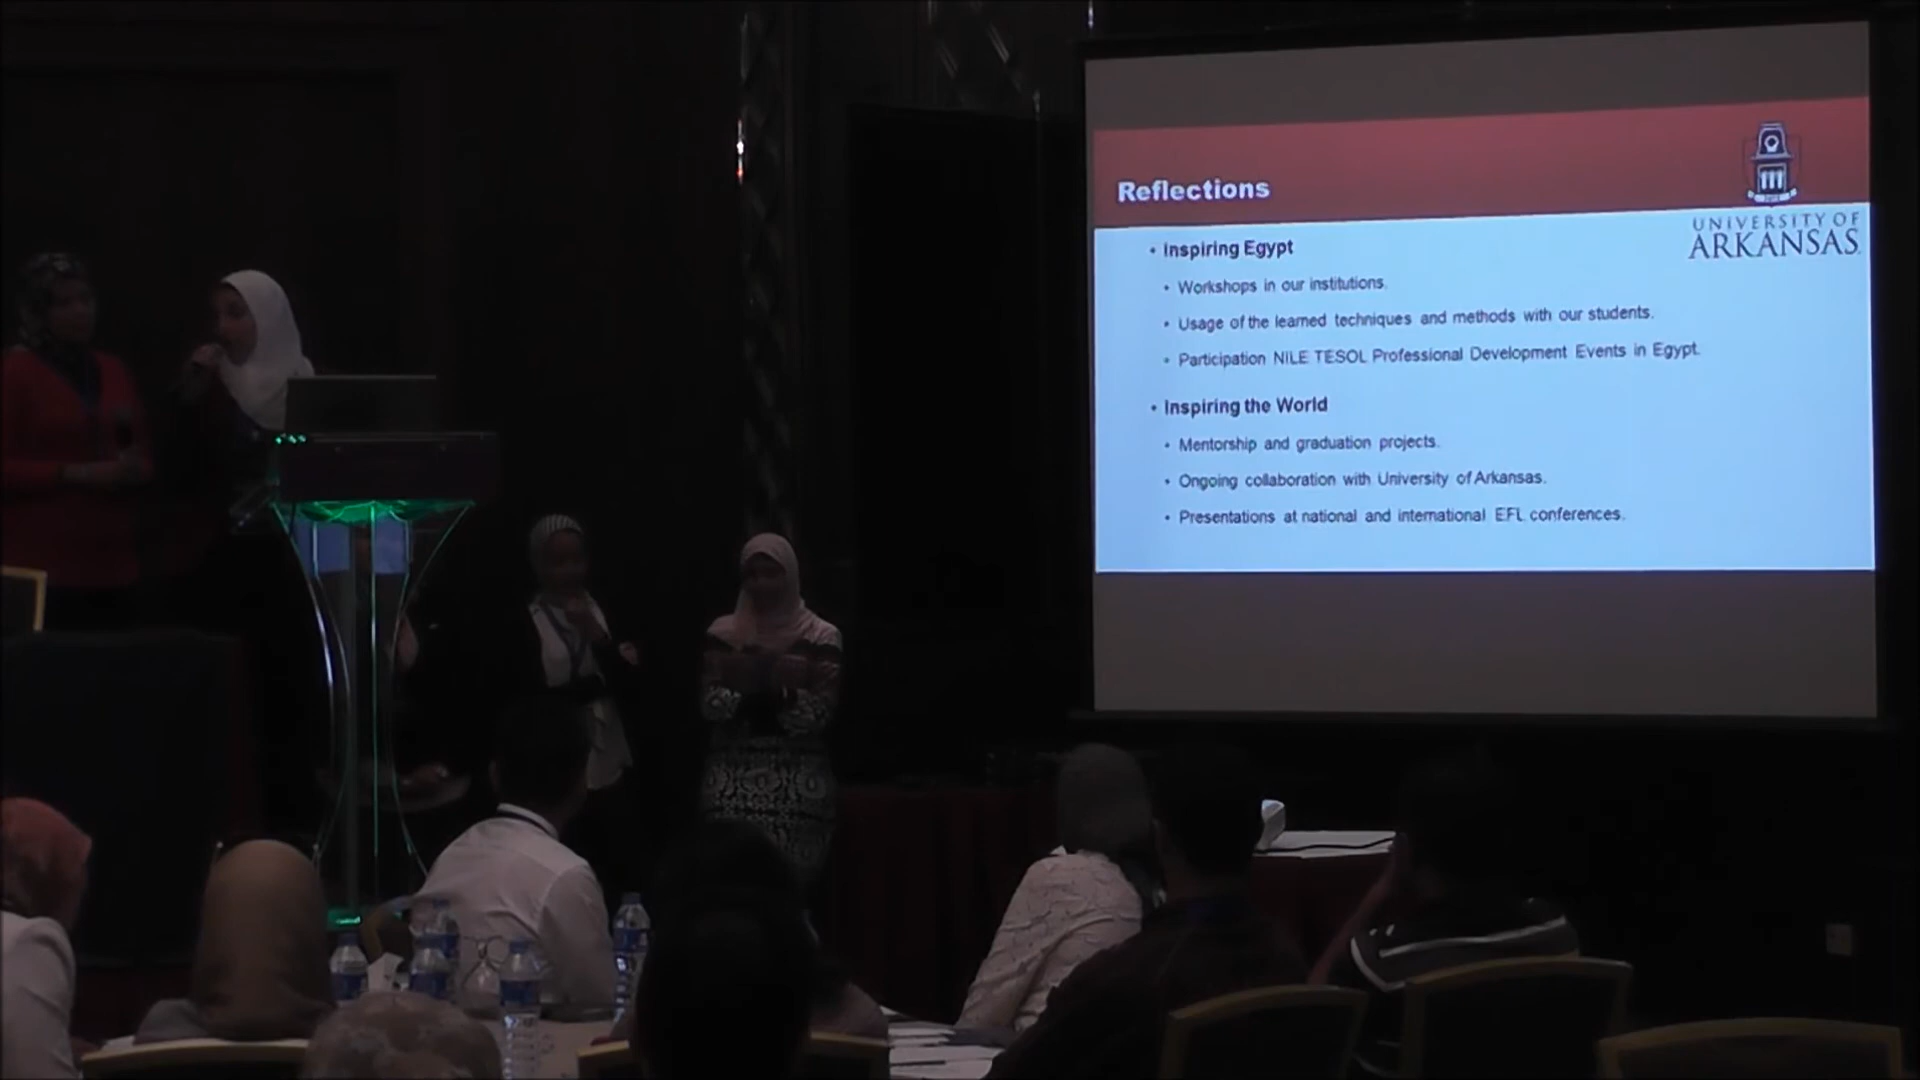 Reflections
UNIVERSITY OF
ARKANSAS
• Inspiring Egypt
• Workshops in our institutions.
• Usage of the learned techniques and methods with our students.
• Participation NILE TESOL Professional Development Events in Egypt.
• Inspiring the World
• Mentorship and graduation projects.
• Ongoing collaboration with University of Arkansas.
• Presentations at national and international EFL conferences.